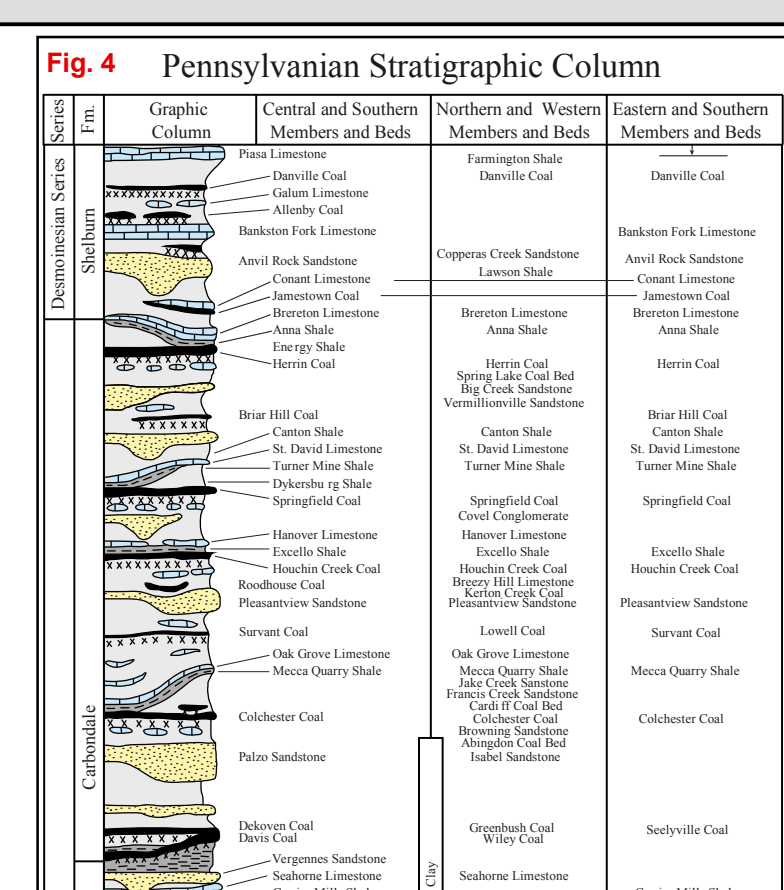 Fig. 4
Pennsylvanian Stratigraphic Column
Series
Fm.
Graphic
Column
Central and Southern
Members and Beds
Northern and Western
Members and Beds
Eastern and Southern
Members and Beds
Desmoinesian Series
Shelburn
Carbondale
Piasa Limestone
Danville Coal
Galum Limestone
Allenby Coal
Bankston Fork Limestone
Anvil Rock Sandstone
Conant Limestone
Jamestown Coal
Brereton Limestone
Anna Shale
Energy Shale
Herrin Coal
Briar Hill Coal
Canton Shale
St. David Limestone
Turner Mine Shale
Dykersbu rg Shale
Springfield Coal
Hanover Limestone
Excello Shale
Houchin Creek Coal
Roodhouse Coal
Pleasantview Sandstone
Survant Coal
Oak Grove Limestone
Mecca Quarry Shale
Colchester Coal
Palzo Sandstone
Dekoven Coal
Davis Coal
Vergennes Sandstone
Seahorne Limestone
Farmington Shale
Danville Coal
Copperas Creek Sandstone
Lawson Shale
Brereton Limestone
Anna Shale
Herrin Coal
Spring Lake Coal Bed
Big Creek Sandstone
Vermillionville Sandstone
Canton Shale
St. David Limestone
Turner Mine Shale
Springfield Coal
Covel Conglomerate
Hanover Limestone
Excello Shale
Houchin Creek Coal
Breezy Hill Limestone
Kerton Creek Coal
Pleasantview Sandstone
Lowell Coal
Oak Grove Limestone
Mecca Quarry Shale
Jake Creek Sanstone
Francis Creek Sandstone
Cardi ff Coal Bed
Colchester Coal
Browning Sandstone
Abingdon Coal Bed
Isabel Sandstone
Greenbush Coal
Wiley Coal
Clay
Seahorne Limestone
Danville Coal
Bankston Fork Limestone
Anvil Rock Sandstone
Conant Limestone
Jamestown Coal
Brereton Limestone
Anna Shale
Herrin Coal
Briar Hill Coal
Canton Shale
St. David Limestone
Turner Mine Shale
Springfield Coal
Excello Shale
Houchin Creek Coal
Pleasantview Sandstone
Survant Coal
Mecca Quarry Shale
Colchester Coal
Seelyville Coal